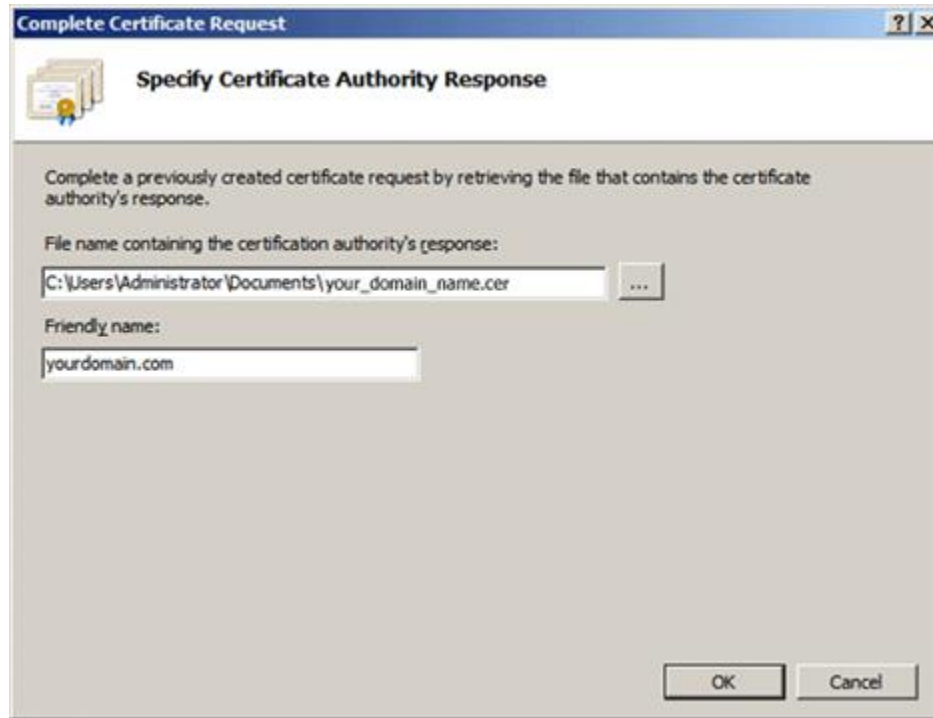 Complete Certificate Request
Specify Certificate Authority Response
Complete a previously created certificate request by retrieving the file that contains the certificate
authority's response.
File name containing the certification authority's response:
C:\Users\Administrator\Documents\your_domain_name.cer
...
Friendly name:
yourdomain.com
OK
Cancel